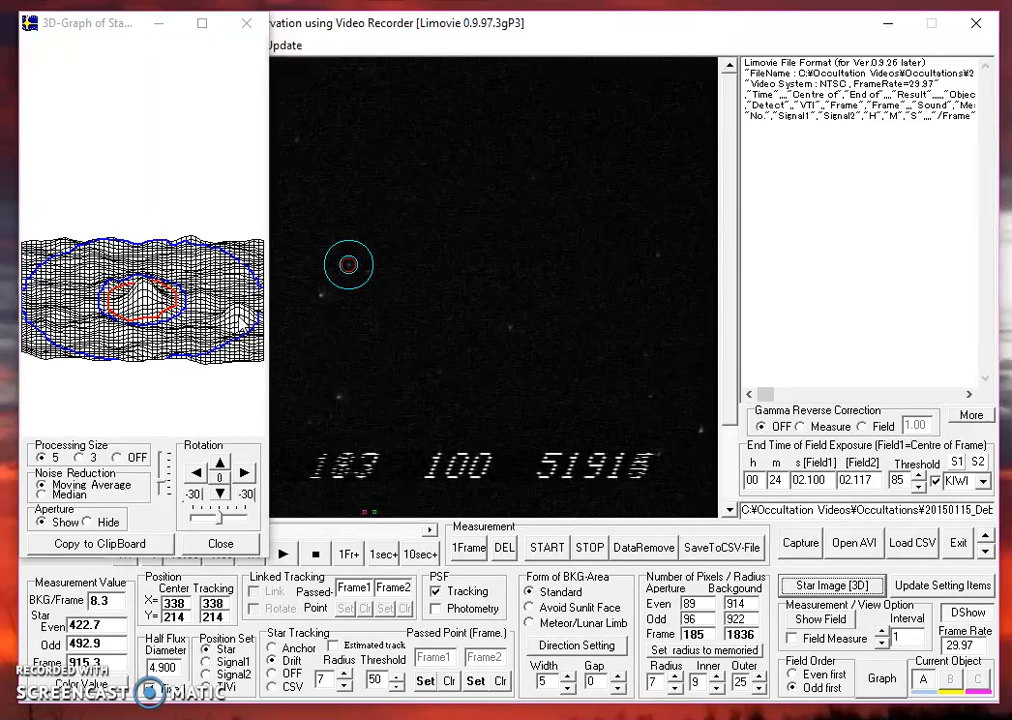 3D-Graph of Sta...
rvation using Video Recorder [Limovie 0.9.97.3gP3]
Update
Limovie File Format (for Ver.0.9.26 later)
"FileName : C:¥Occultation Videos¥Occultations¥2
"Video System : NTSC , FrameRate=29.97"
,"Time",,,,"Centre of","End of",,,"Result",,,,,,"Objec
,"Detect",,"VTI",,"Frame",,"Frame",,,"Sound",,"Me
"No.","Signal1","Signal2","H","M","S",,,,"/Frame"
183 100 5191
Gamma Reverse Correction
OFF Measure Field 1.00
More
End Time of Field Exposure (Field1=Centre of Frame)
h m s [Field1] [Field2] Threshold S1 S2
00 24 02.100 02.117 85 KIWI
C:¥Occultation Videos¥Occultations¥20150115_Deb
Processing Size
5 3 OFF
Noise Reduction
Moving Average
Median
Aperture
Show Hide
Rotation
0
-30 -30
Copy to ClipBoard
Close
1Fr+ 1sec+ 10sec+
Measurement
1Frame DEL START STOP DataRemove SaveToCSV-File
Capture Open AVI Load CSV Exit
Measurement Value
BKG/Frame 8.3
Star
Even 422.7
Odd 492.9
Frame 915.3
Color Value
Position
Center Tracking
X= 338 338
Y= 214 214
Half Flux
Diameter
4.900
Position Set
Star
Signal1
Signal2
Linked Tracking
Link Passed- Frame1 Frame2
Rotate Point Set Clr Set Clr
PSF
Tracking
Photometry
Star Tracking
Estimated track
Passed Point (Frame.)
Anchor
Drift
OFF
CSV
Radius Threshold
7 50
Frame1 Frame2
Set Clr Set Clr
Form of BKG-Area
Standard
Avoid Sunlit Face
Meteor/Lunar Limb
Direction Setting
Width Gap
5 0
Number of Pixels / Radius
Aperture Backgound
Even 89 914
Odd 96 922
Frame 185 1836
Set radius to memoried
Radius Inner Outer
7 9 25
Star Image [3D]
Update Setting Items
Measurement / View Option
Show Field Interval
Field Measure 1
DShow
Frame Rate
29.97
Field Order
Even first
Odd first
Graph
Current Object
A B C
RECORDED WITH
SCREENCAST MATIC